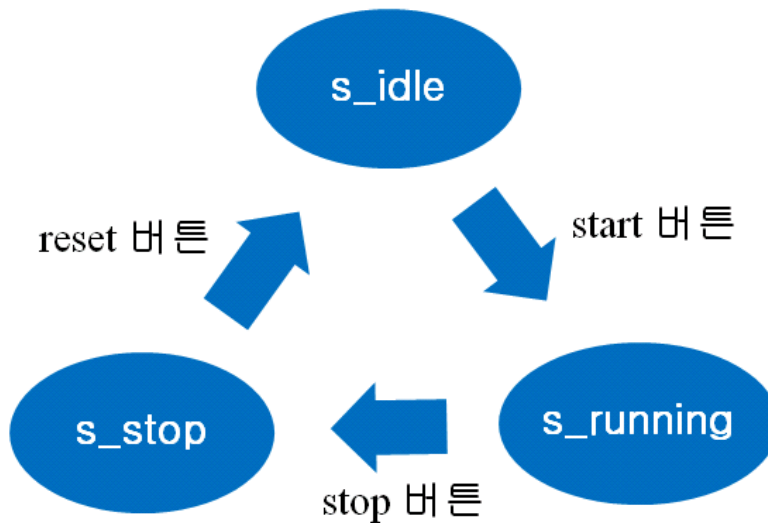 s_idle
reset 버튼
start 버튼
s_stop
s_running
stop 버튼